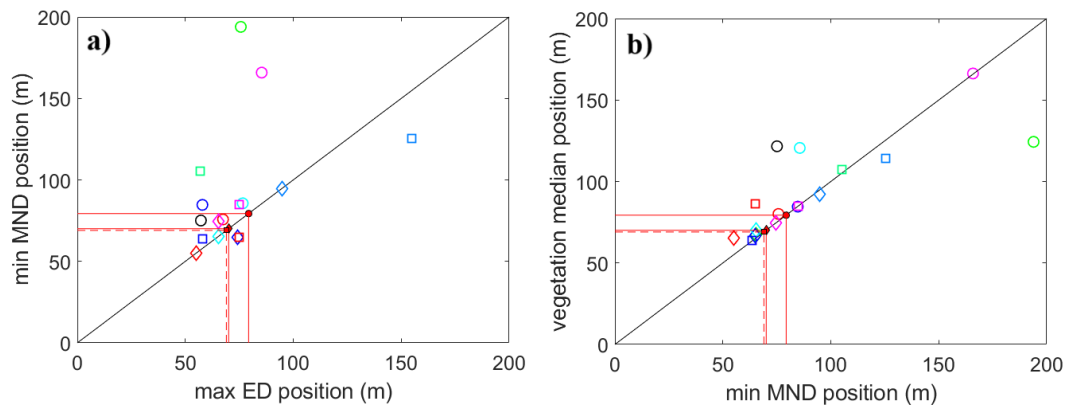 a)
200
150
100
50
0
min MND position (m)
0 50 100 150 200
max ED position (m)
b)
200
150
100
50
0
vegetation median position (m)
0 50 100 150 200
min MND position (m)